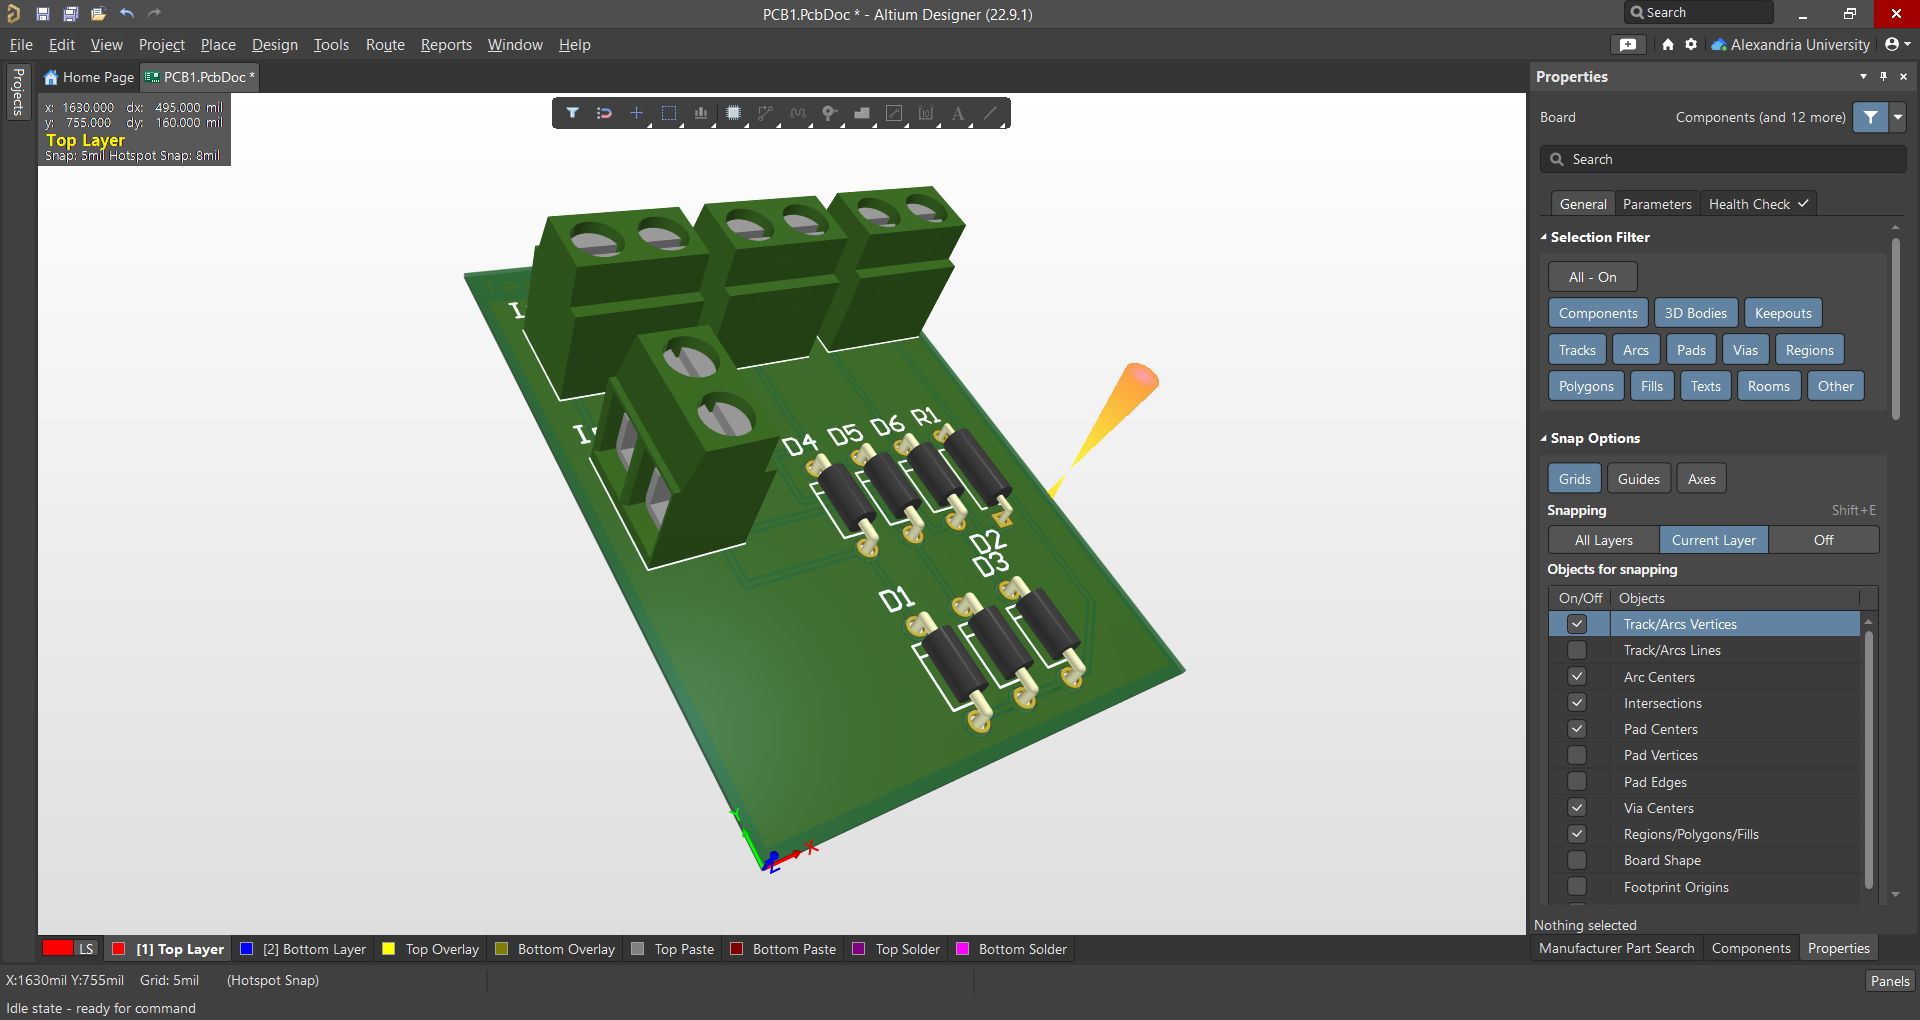 PCB1.PcbDoc * - Altium Designer (22.9.1)
Search
File Edit View Project Place Design Tools Route Reports Window Help
Alexandria University
Projects
Home Page
PCB1.PcbDoc *
x: 1630.000 dx: 495.000 mil
y: 755.000 dy: 160.000 mil
Top Layer
Snap: 5mil Hotspot Snap: 8mil
D4 D5 D6 R1
D2
D3
D1
Y
X
Z
Properties
Board Components (and 12 more)
Search
General Parameters Health Check
Selection Filter
All - On
Components 3D Bodies Keepouts
Tracks Arcs Pads Vias Regions
Polygons Fills Texts Rooms Other
Snap Options
Grids Guides Axes
Snapping Shift+E
All Layers Current Layer Off
Objects for snapping
On/Off Objects
Track/Arcs Vertices
Track/Arcs Lines
Arc Centers
Intersections
Pad Centers
Pad Vertices
Pad Edges
Via Centers
Regions/Polygons/Fills
Board Shape
Footprint Origins
Nothing selected
Manufacturer Part Search Components Properties
LS [1] Top Layer [2] Bottom Layer Top Overlay Bottom Overlay Top Paste Bottom Paste Top Solder Bottom Solder
X:1630mil Y:755mil Grid: 5mil (Hotspot Snap)
Panels
Idle state - ready for command